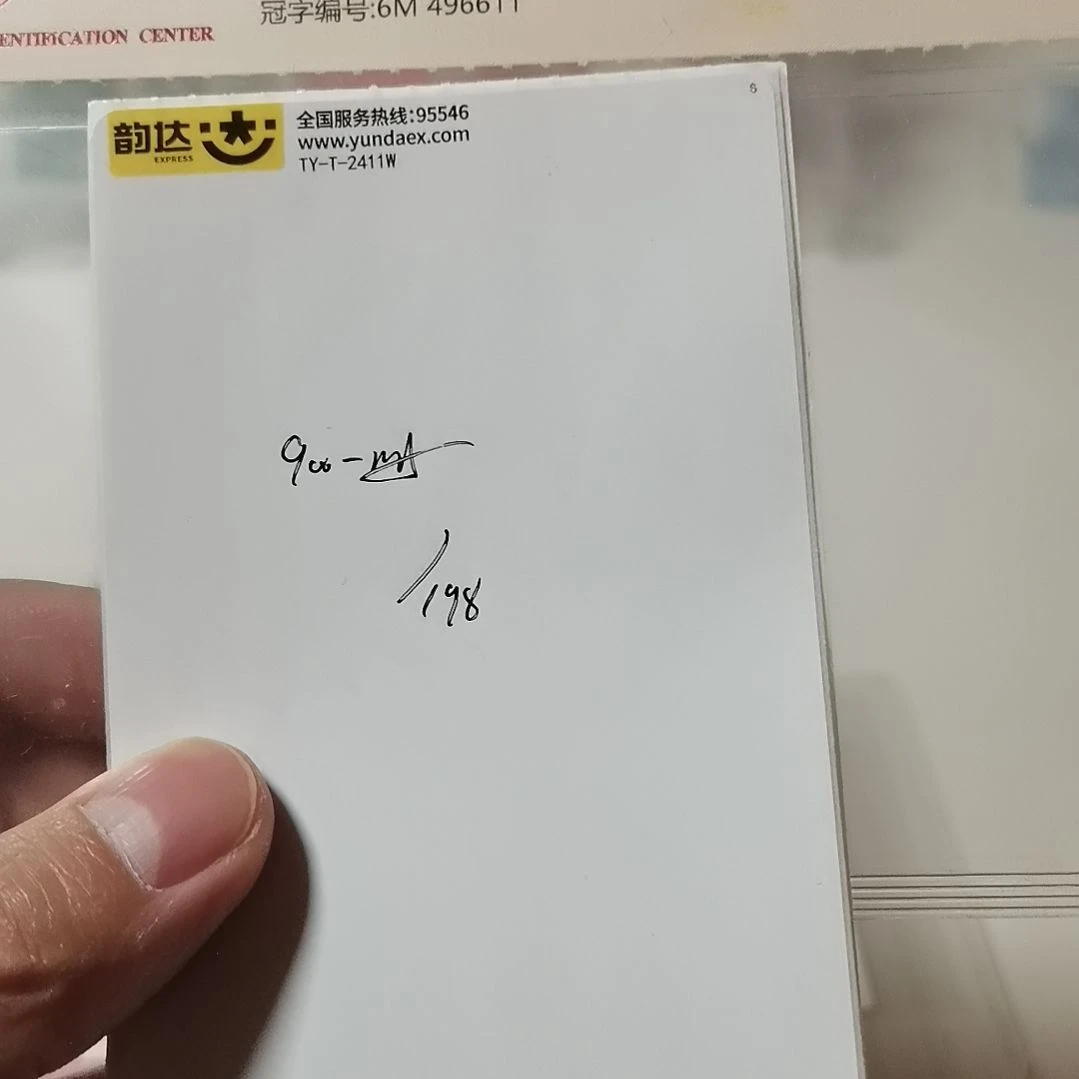 冠字编号:6M 496611
ENTIFICATION CENTER
韵达
EXPRESS
全国服务热线:95546
www.yundaex.com
TY-T-2411W
6
900-
/198